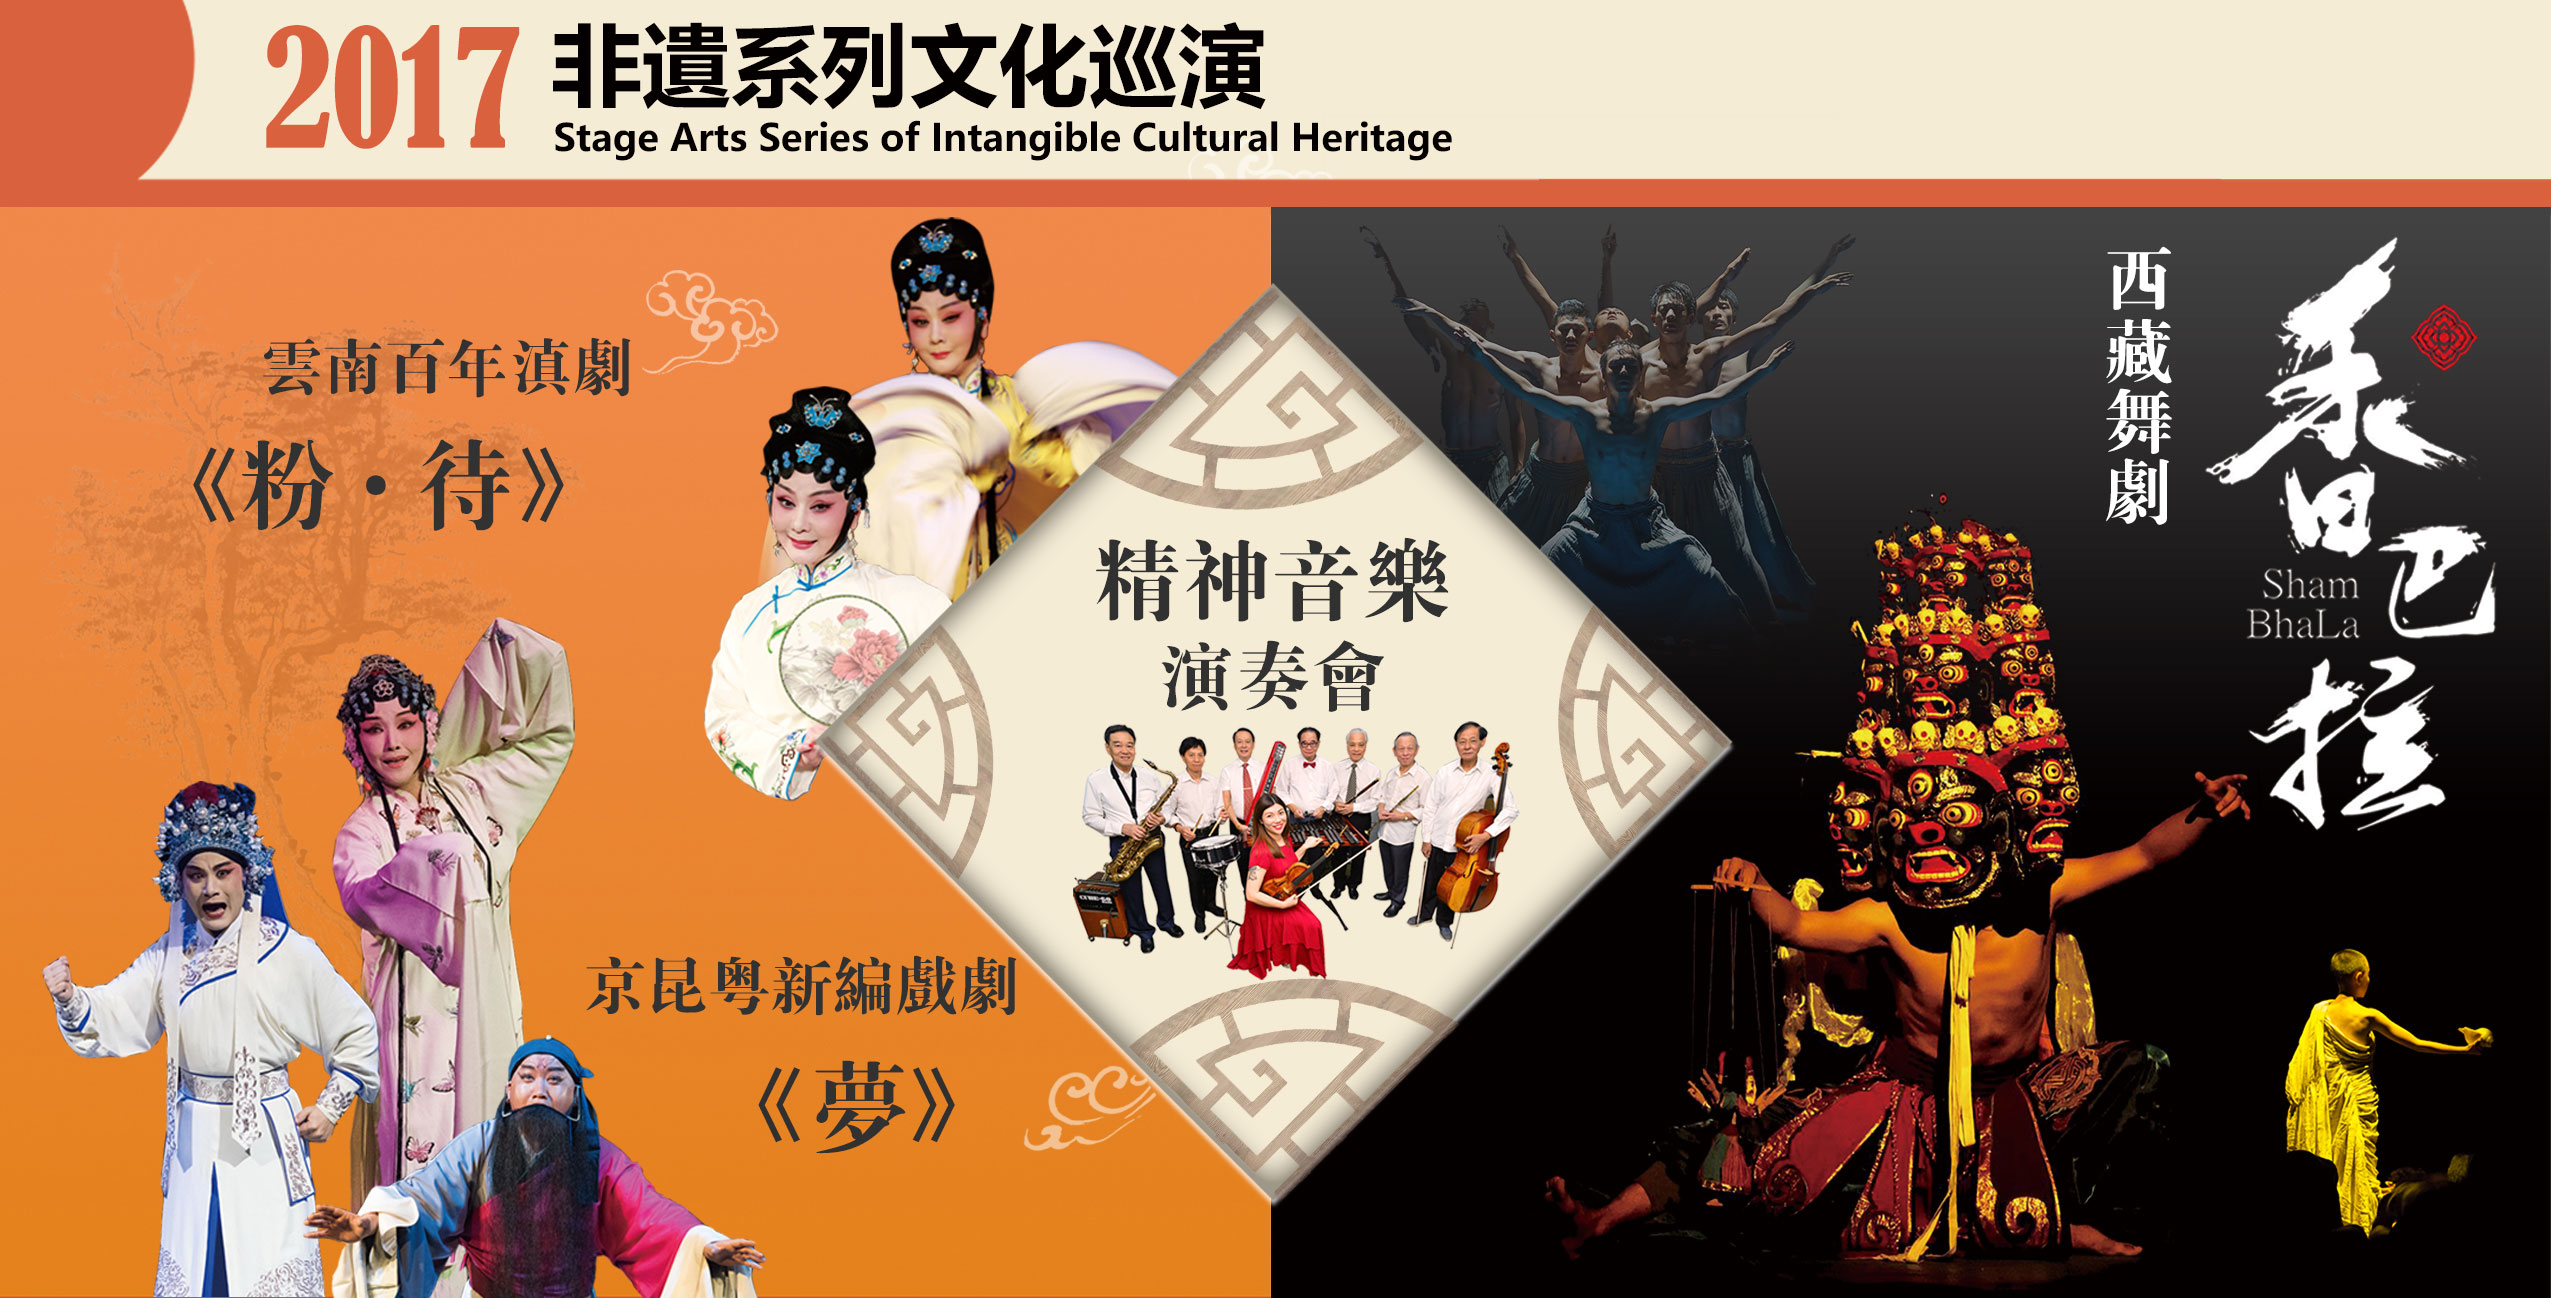 2017
非遺系列文化巡演
Stage Arts Series of Intangible Cultural Heritage
雲南百年滇劇
《粉・待》
京昆粵新編戲劇
《夢》
精神音樂
演奏會
西藏舞劇
香巴拉
Sham
BhaLa